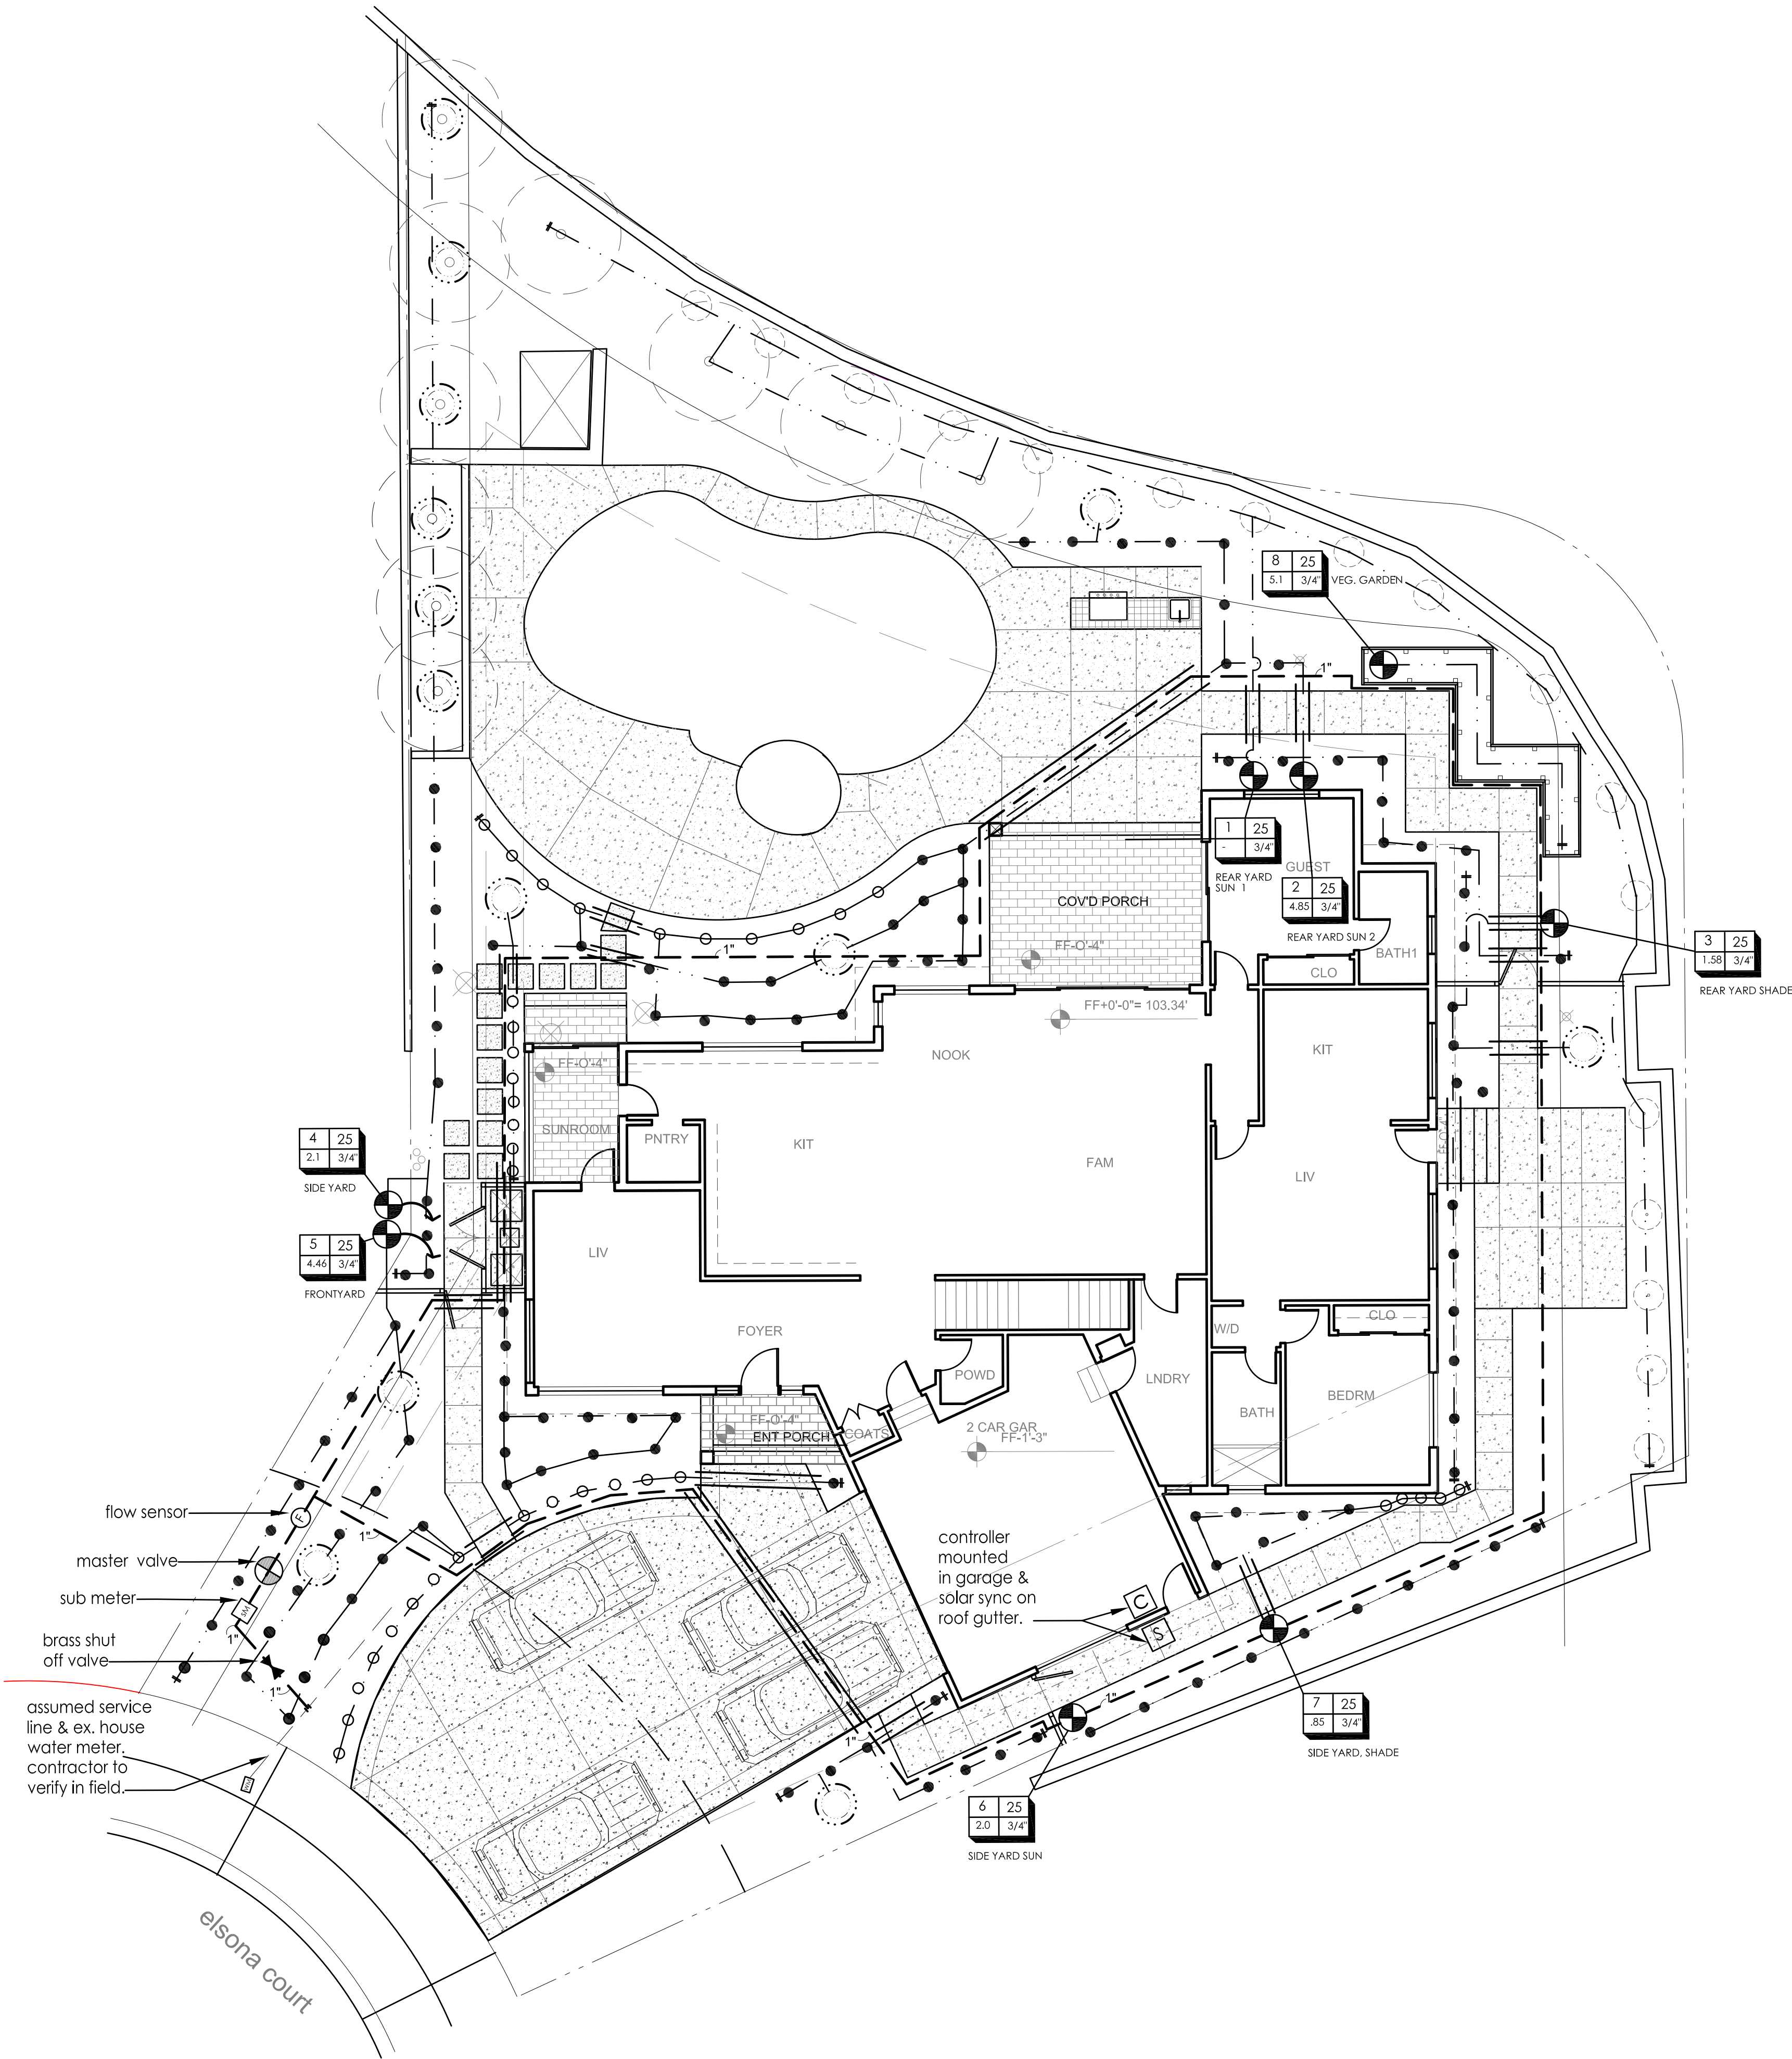 8 25
5.1 3/4" VEG. GARDEN
1"
1 25
- 3/4"
REAR YARD
SUN 1
GUEST
2 25
4.85 3/4"
REAR YARD SUN 2
COV'D PORCH
FF-0'-4"
BATH1
CLO
3 25
1.58 3/4"
REAR YARD SHADE
1"
FF+0'-0"= 103.34'
NOOK
KIT
FF-0'-4"
SUNROOM
PNTRY
KIT
FAM
LIV
4 25
2.1 3/4"
SIDE YARD
5 25
4.46 3/4"
FRONTYARD
LIV
FOYER
W/D
CLO
POWD
LNDRY
BATH
BEDRM
FF-0'-4"
ENT PORCH
COATS
2 CAR GAR
FF-1'-3"
flow sensor
F
1"
master valve
sub meter
SM
1"
brass shut
off valve
1"
assumed service
line & ex. house
water meter.
contractor to
verify in field.
WM
controller
mounted
in garage &
solar sync on
roof gutter.
C
S
1"
1"
7 25
.85 3/4"
SIDE YARD, SHADE
6 25
2.0 3/4"
SIDE YARD SUN
elsona court